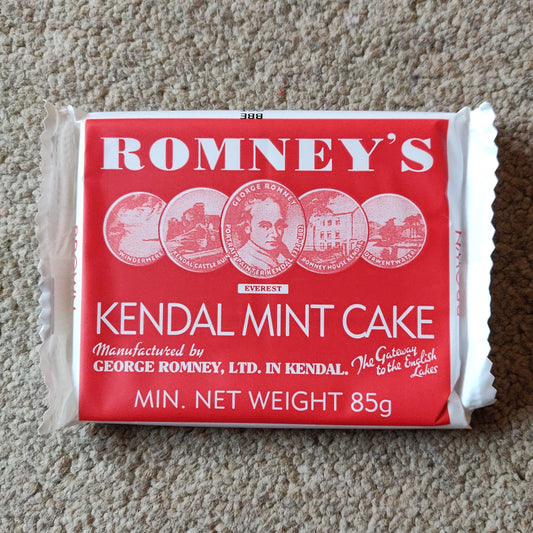 BBE
ROMNEY'S
WINDERMERE
KENDAL CASTLE RUINS
GEORGE ROMNEY
PORTRAIT PAINTER KENDAL
ROMNEY HOUSE KENDAL
DERWENTWATER
EVEREST
KENDAL MINT CAKE
Manufactured by
GEORGE ROMNEY, LTD. IN KENDAL.
The Gateway
to the English
Lakes
MIN. NET WEIGHT 85g